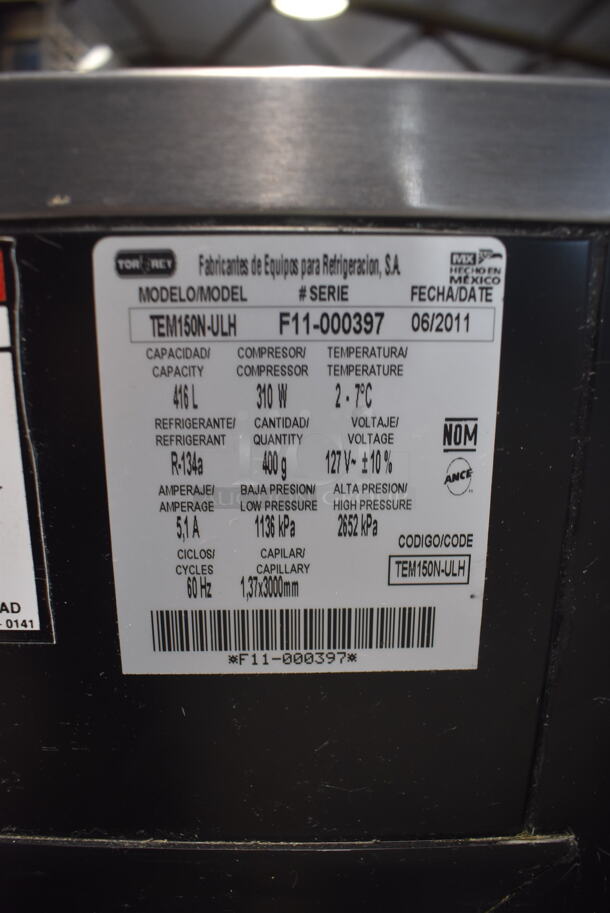 TOR REY Fabricantes de Equipos para Refrigeracion, S.A. MX
HECHO EN
MÉXICO
MODELO/MODEL # SERIE FECHA/DATE
TEM150N-ULH F11-000397 06/2011
CAPACIDAD/ COMPRESOR/ TEMPERATURA/
CAPACITY COMPRESSOR TEMPERATURE
416 L 310 W 2 - 7°C
REFRIGERANTE/ CANTIDAD/ VOLTAJE/
REFRIGERANT QUANTITY VOLTAGE
NOM
R-134a 400 g 127 V~ ±10 %
ANCE
AMPERAJE/ BAJA PRESION/ ALTA PRESION/
AMPERAGE LOW PRESSURE HIGH PRESSURE
5,1 A 1136 kPa 2652 kPa
CODIGO/CODE
CICLOS/ CAPILAR/
CYCLES CAPILLARY
TEM150N-ULH
60 Hz 1,37x3000mm
*F11-000397*
AD
- 0141